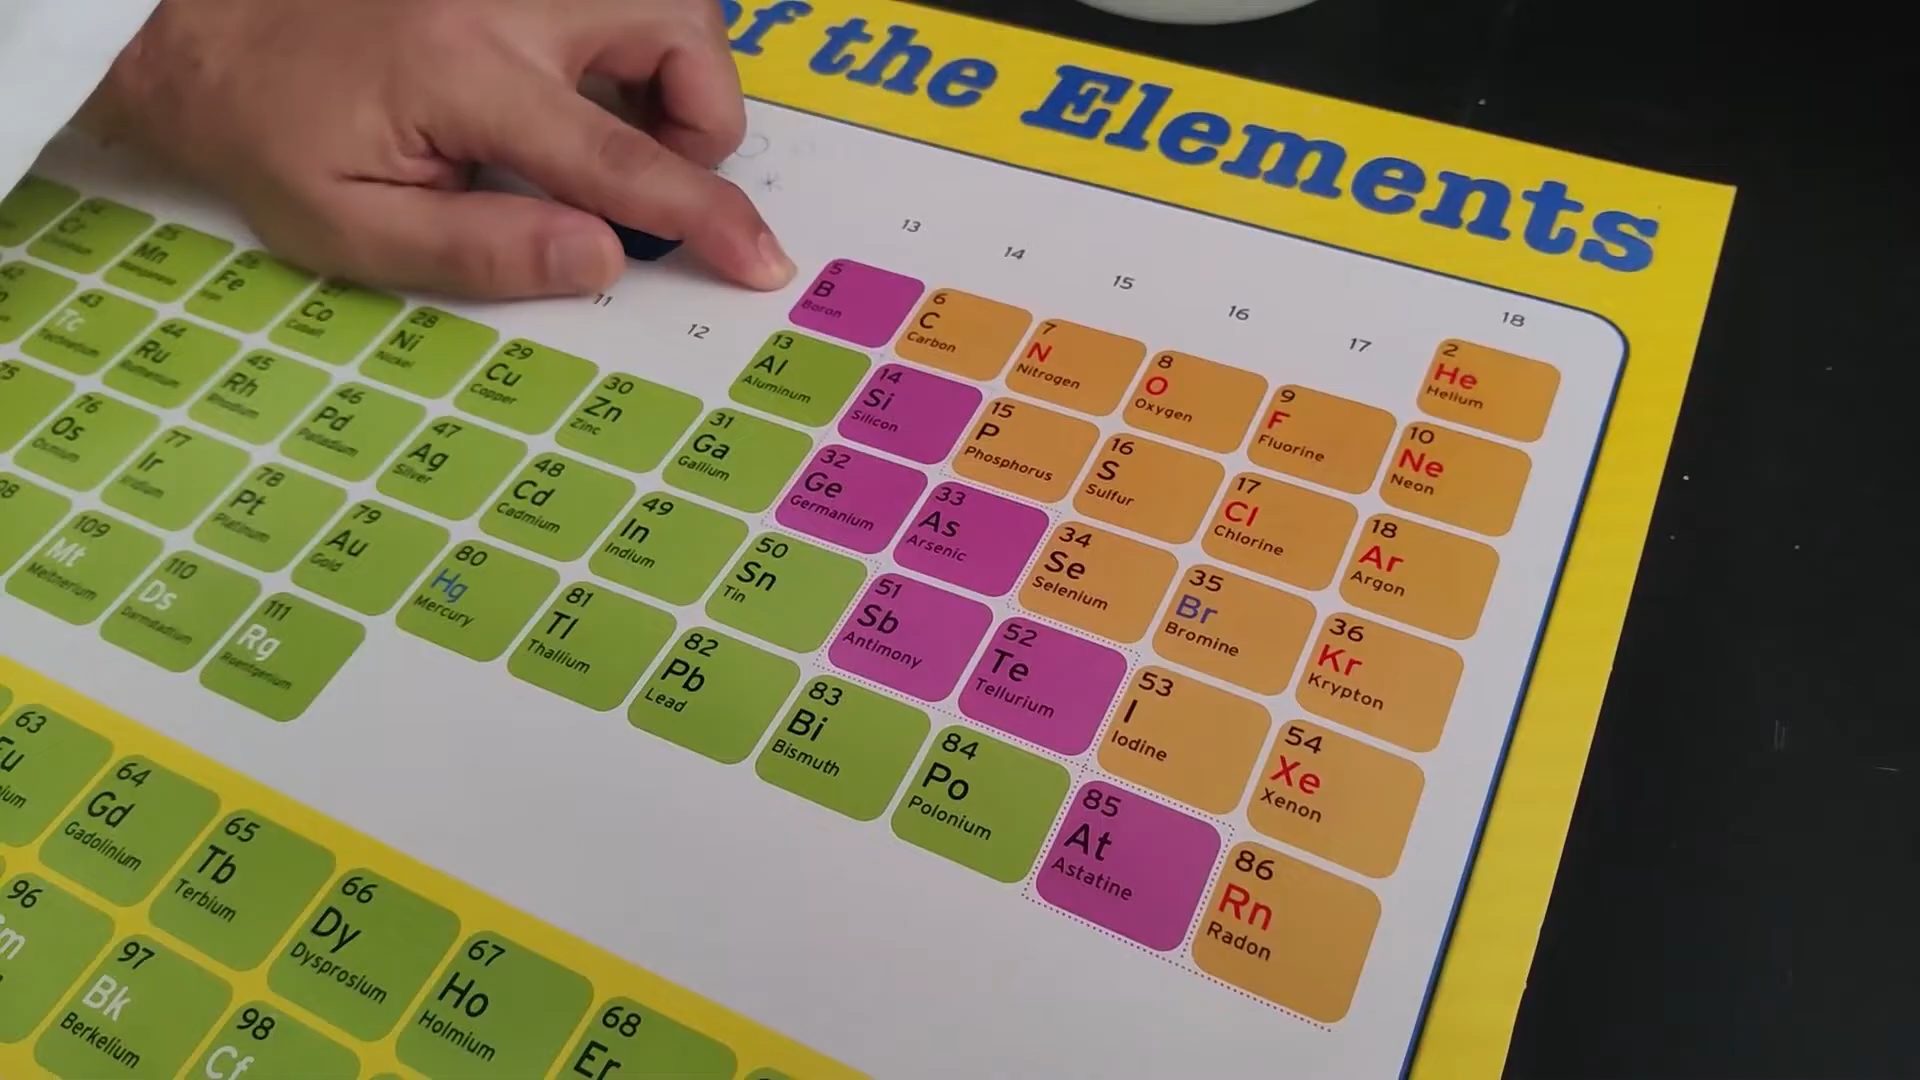 of the Elements
13
14
15
16
17
18
11
12
5
B
Boron
6
C
Carbon
7
N
Nitrogen
8
O
Oxygen
9
F
Fluorine
2
He
Helium
10
Ne
Neon
13
Al
Aluminum
14
Si
Silicon
15
P
Phosphorus
16
S
Sulfur
17
Cl
Chlorine
18
Ar
Argon
24
Cr
25
Mn
Manganese
26
Fe
Iron
Co
Cobalt
28
Ni
Nickel
29
Cu
Copper
30
Zn
Zinc
31
Ga
Gallium
32
Ge
Germanium
33
As
Arsenic
34
Se
Selenium
35
Br
Bromine
36
Kr
Krypton
42
43
Tc
Technetium
44
Ru
Ruthenium
45
Rh
Rhodium
46
Pd
Palladium
47
Ag
Silver
48
Cd
Cadmium
49
In
Indium
50
Sn
Tin
51
Sb
Antimony
52
Te
Tellurium
53
I
Iodine
54
Xe
Xenon
75
76
Os
Osmium
77
Ir
Iridium
78
Pt
Platinum
79
Au
Gold
80
Hg
Mercury
81
Tl
Thallium
82
Pb
Lead
83
Bi
Bismuth
84
Po
Polonium
85
At
Astatine
86
Rn
Radon
109
Mt
Meitnerium
110
Ds
Darmstadtium
111
Rg
Roentgenium
63
Eu
64
Gd
Gadolinium
65
Tb
Terbium
66
Dy
Dysprosium
67
Ho
Holmium
68
Er
96
97
Bk
Berkelium
98
Cf